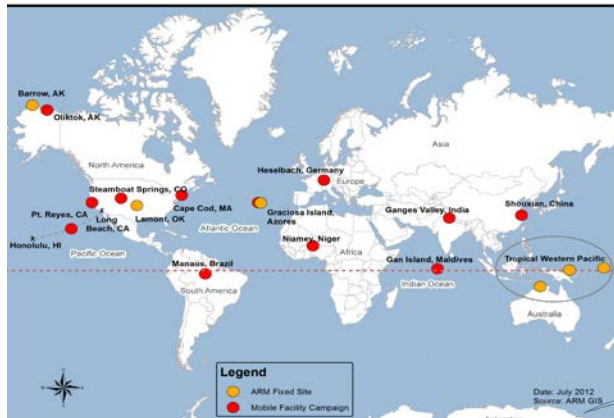 Barrow, AK
Oliktok, AK
North America
Steamboat Springs, CO
Cape Cod, MA
Pt. Reyes, CA
Long
Beach, CA
Lamont, OK
Honolulu, HI
Pacific Ocean
Atlantic Ocean
Heselbach, Germany
Europe
Asia
Graciosa Island,
Azores
Ganges Valley, India
Shouxian, China
Niamey, Niger
Africa
Manaus, Brazil
South America
Gan Island, Maldives
Indian Ocean
Tropical Western Pacific
Australia
Legend
ARM Fixed Site
Mobile Facility Campaign
Date: July 2012
Source: ARM GIS